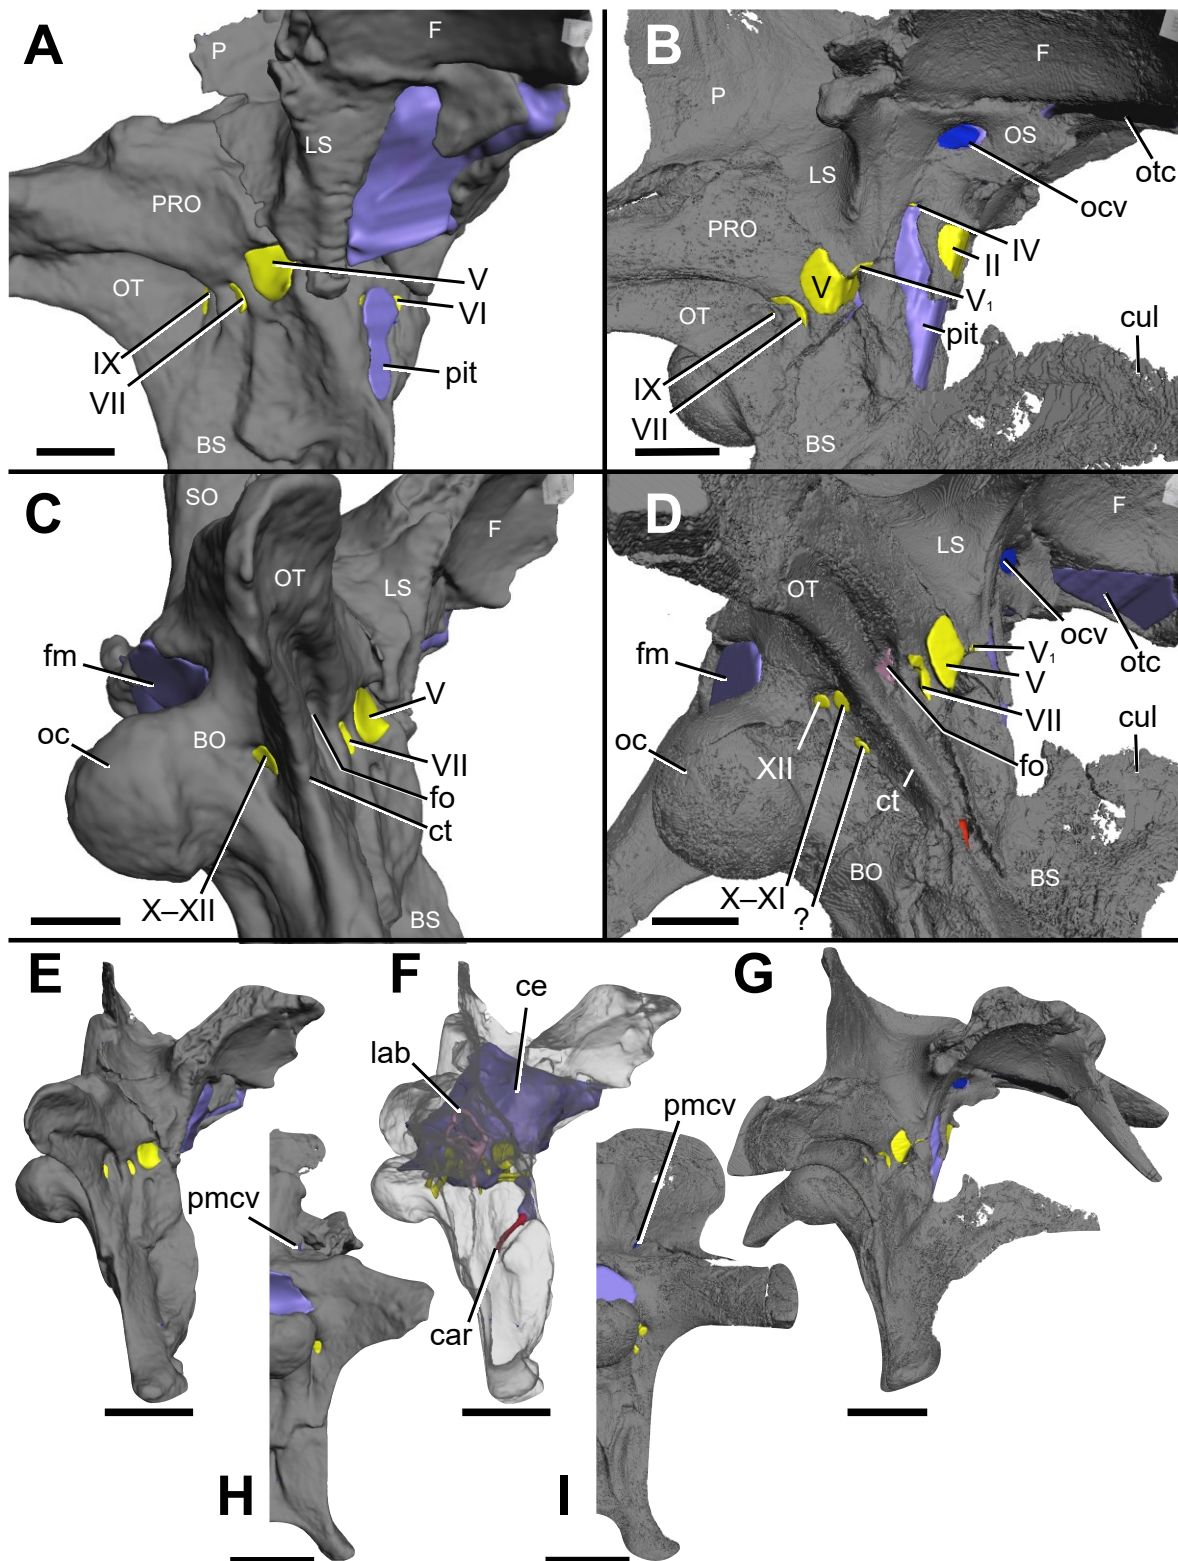 A
P
F
LS
PRO
OT
V
VI
IX
VII
pit
BS
B
P
F
OS
otc
LS
ocv
PRO
IV
II
V
V₁
OT
pit
cul
IX
VII
BS
C
SO
F
OT
LS
fm
V
oc
BO
VII
fo
ct
X–XII
BS
D
F
LS
OT
ocv
otc
fm
V₁
V
VII
cul
oc
XII
fo
ct
BO
BS
X–XI
?
E
F
ce
lab
G
pmcv
pmcv
car
H
I